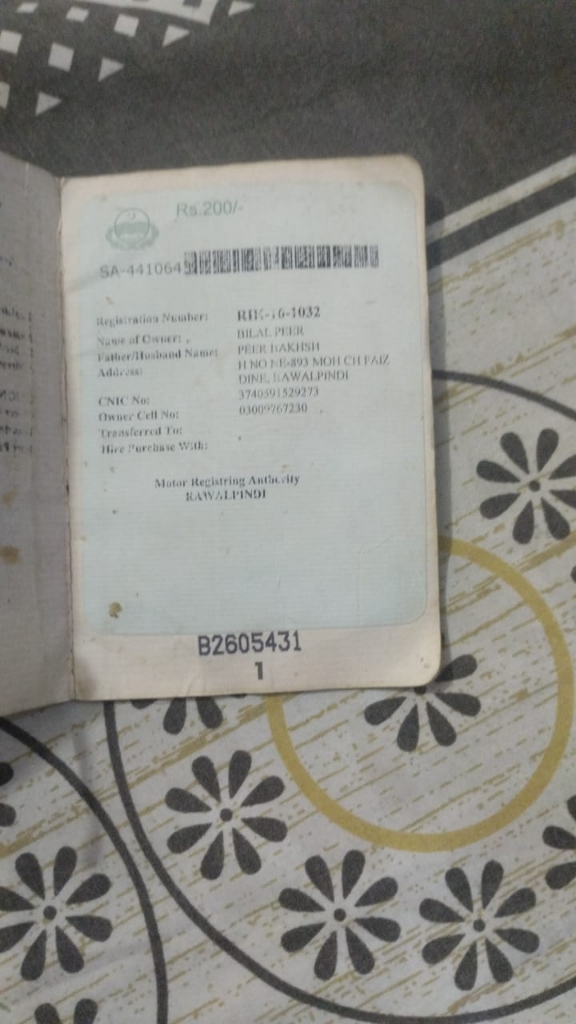 Rs.200/-
SA-441064
Registration Number: RIK-16-1032
Name of Owner: BILAL PEER
Father/Husband Name: PEER BAKHSH
Address: H NO NE-893 MOH CH FAIZ
DINE, RAWALPINDI
CNIC No: 3740591529273
Owner Cell No: 03009767230
Transferred To:
Hire Purchase With:
Motor Registring Authority
RAWALPINDI
B2605431
1